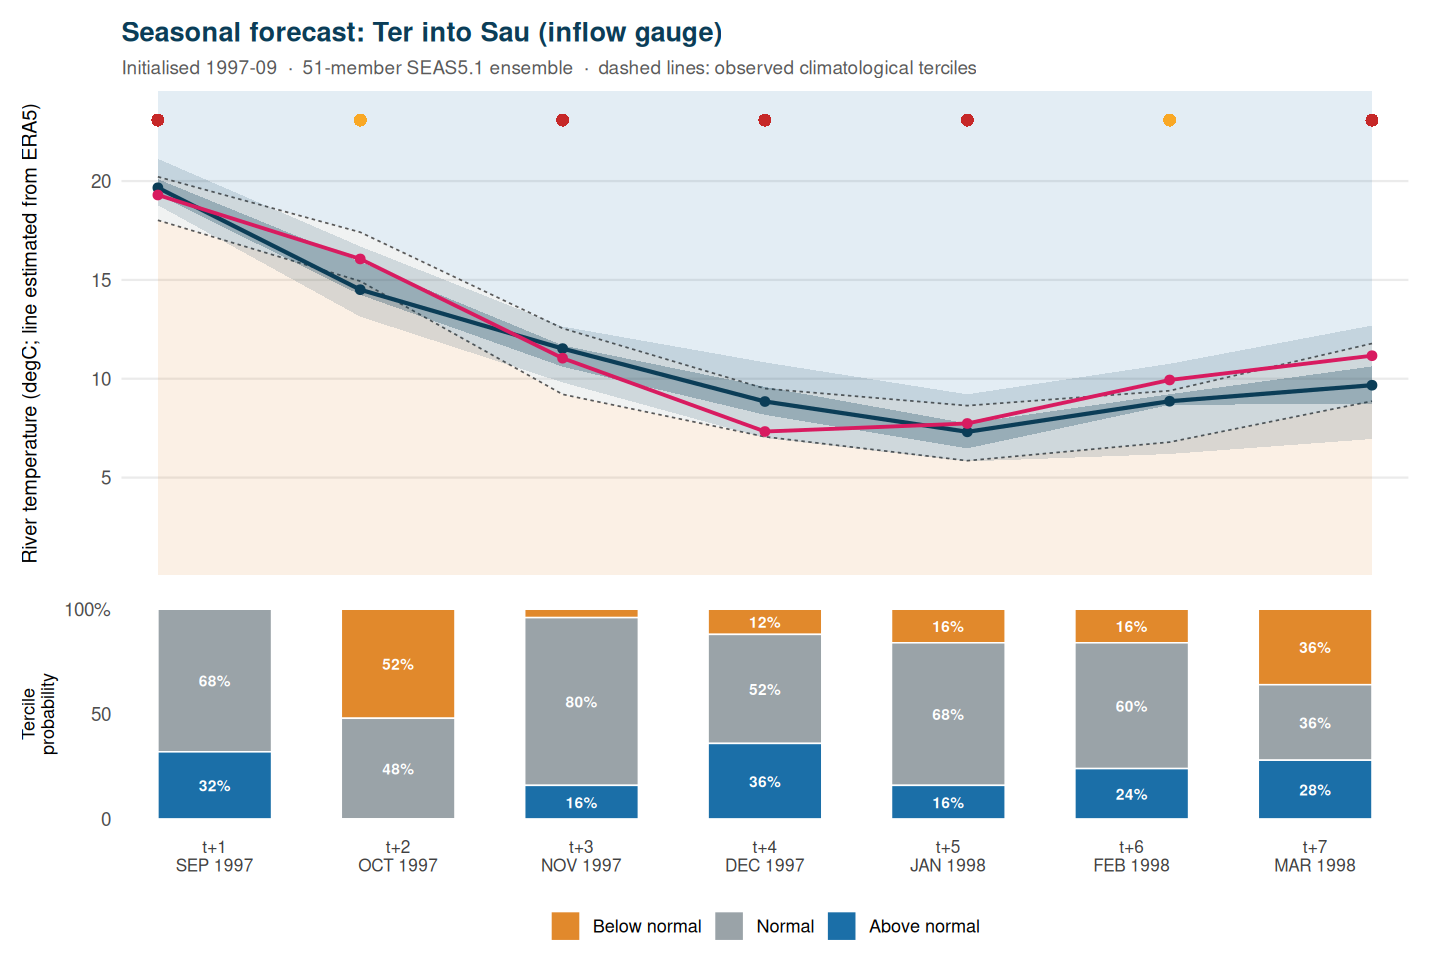 Seasonal forecast: Ter into Sau (inflow gauge)
Initialised 1997-09 · 51-member SEAS5.1 ensemble · dashed lines: observed climatological terciles
River temperature (degC; line estimated from ERA5)
20
15
10
5
Tercile
probability
100%
50
0
68%
32%
52%
48%
80%
16%
12%
52%
36%
16%
68%
16%
16%
60%
24%
36%
36%
28%
t+1
SEP 1997
t+2
OCT 1997
t+3
NOV 1997
t+4
DEC 1997
t+5
JAN 1998
t+6
FEB 1998
t+7
MAR 1998
Below normal
Normal
Above normal